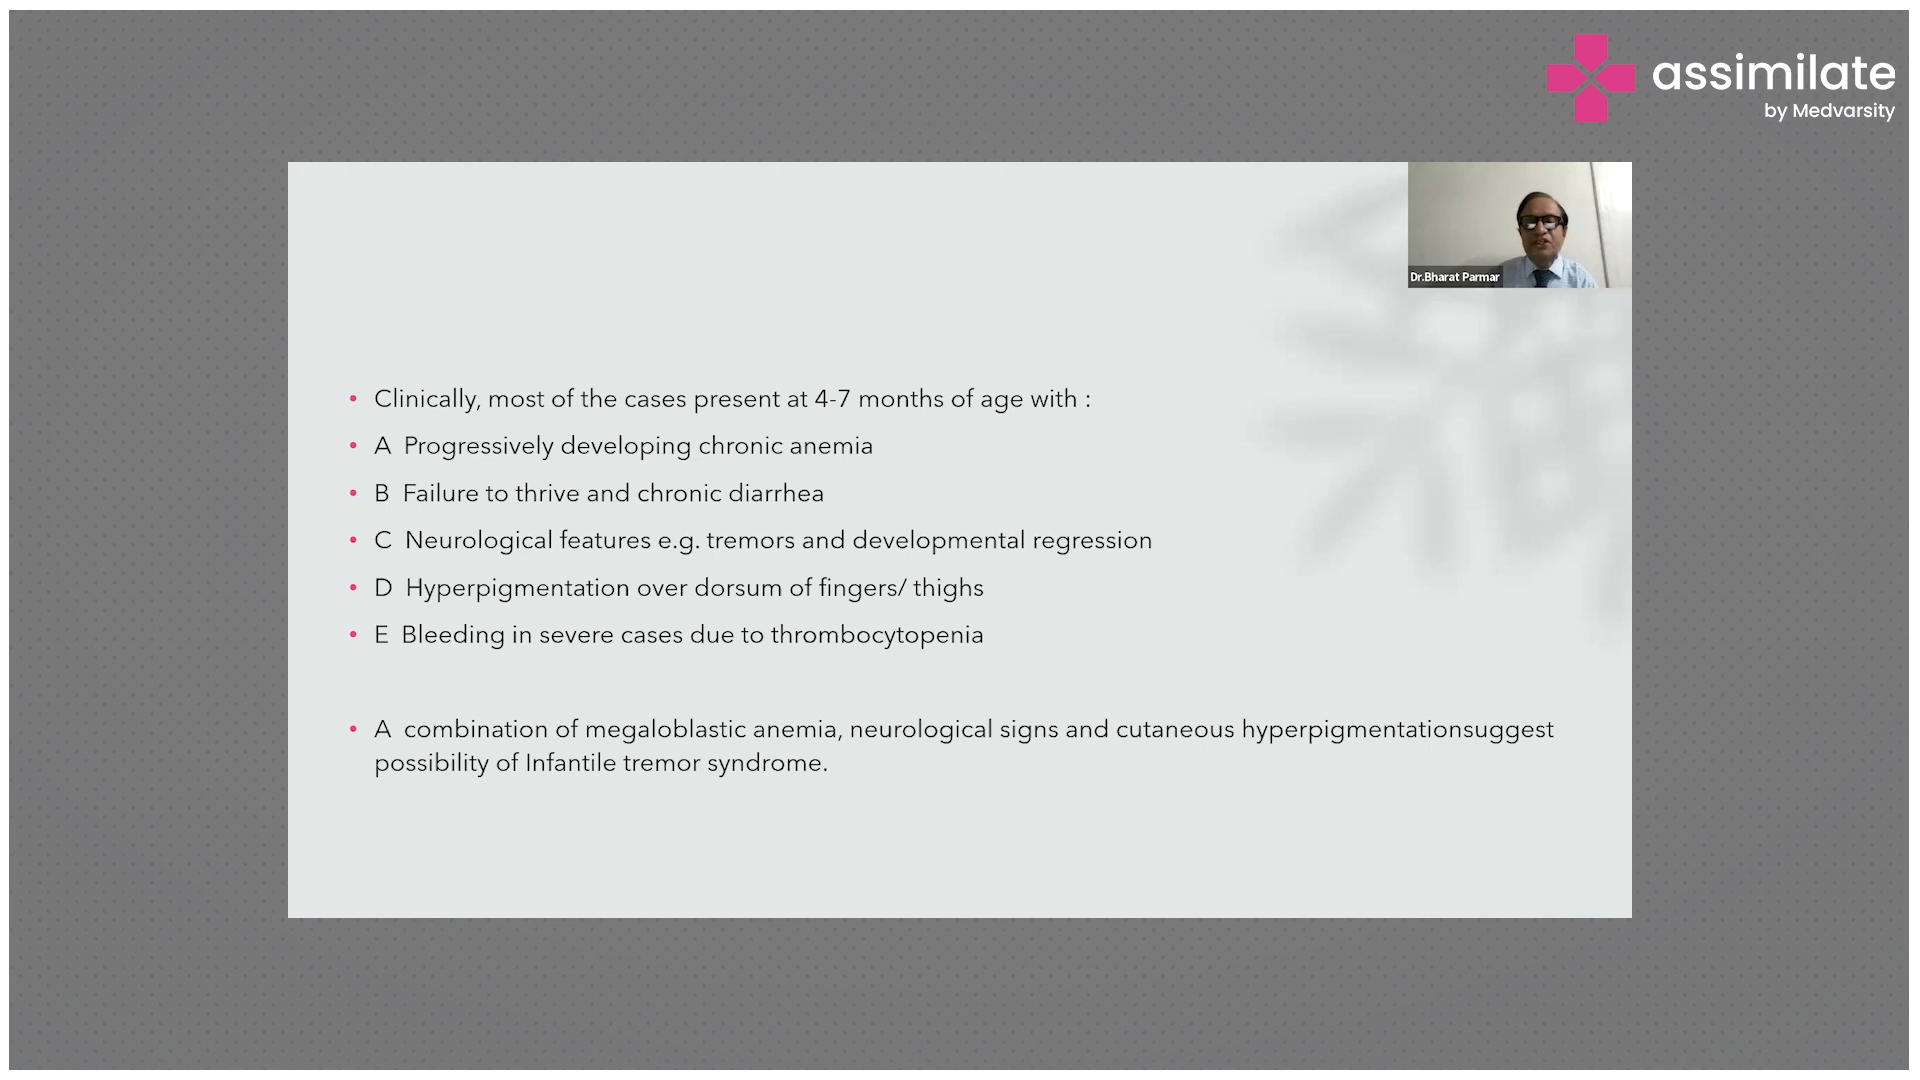 assimilate
by Medvarsity
Dr.Bharat Parmar
• Clinically, most of the cases present at 4-7 months of age with :
• A Progressively developing chronic anemia
• B Failure to thrive and chronic diarrhea
• C Neurological features e.g. tremors and developmental regression
• D Hyperpigmentation over dorsum of fingers/ thighs
• E Bleeding in severe cases due to thrombocytopenia
• A combination of megaloblastic anemia, neurological signs and cutaneous hyperpigmentationsuggest
possibility of Infantile tremor syndrome.